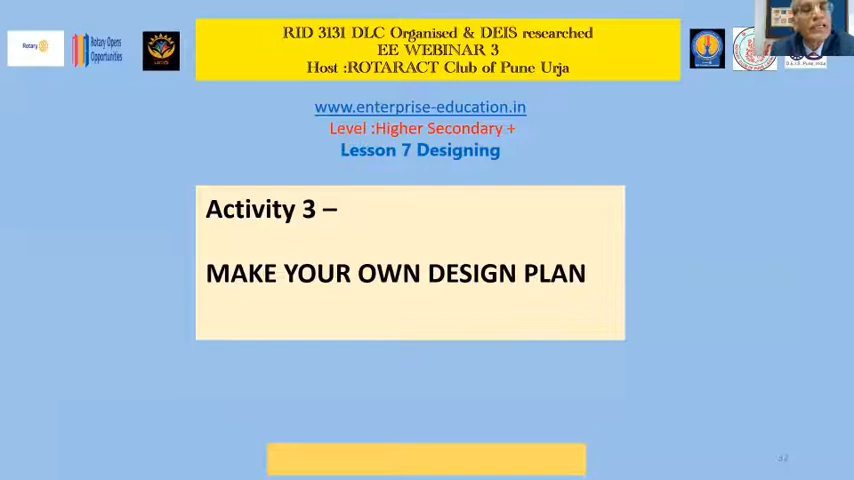 RID 3131 DLC Organised & DEIS researched
EE WEBINAR 3
Host :ROTARACT Club of Pune Urja
Rotary
Rotary Opens
Opportunities
www.enterprise-education.in
Level :Higher Secondary +
Lesson 7 Designing
Activity 3 –
MAKE YOUR OWN DESIGN PLAN